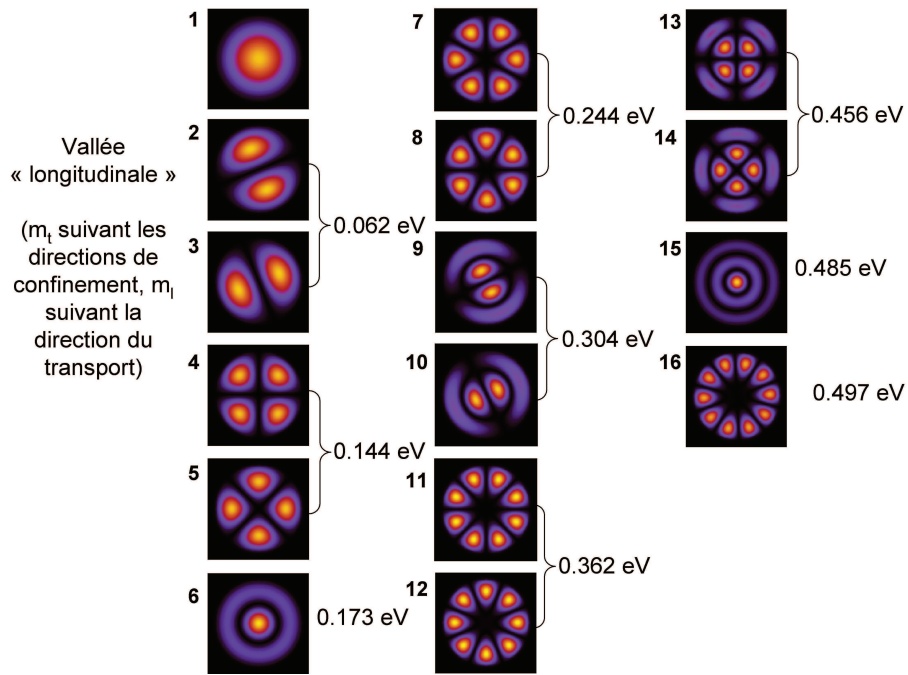 Vallée
« longitudinale »
(mt suivant les
directions de
confinement, ml
suivant la
direction du
transport)
1
2
3
0.062 eV
4
5
0.144 eV
6
0.173 eV
7
8
0.244 eV
9
10
0.304 eV
11
12
0.362 eV
13
14
0.456 eV
15
0.485 eV
16
0.497 eV